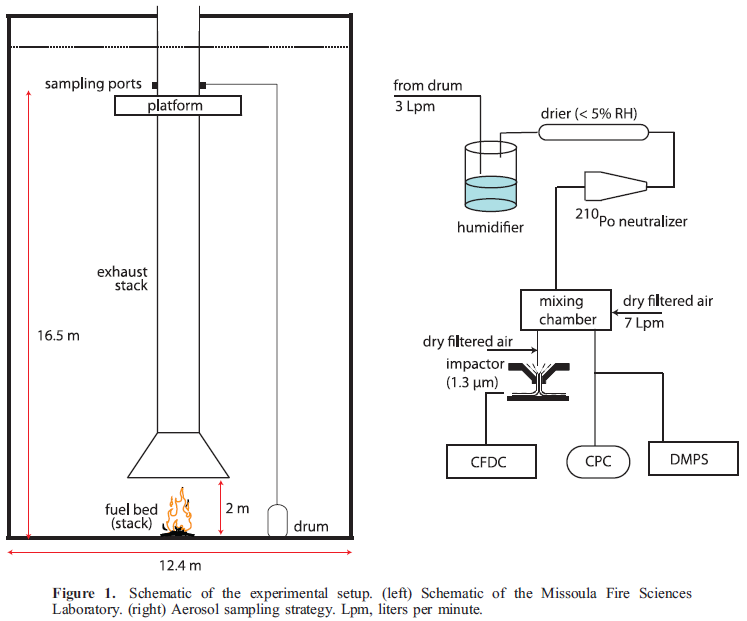 sampling ports
platform
exhaust
stack
16.5 m
fuel bed
(stack)
2 m
drum
12.4 m
from drum
3 Lpm
drier (< 5% RH)
humidifier
210Po neutralizer
mixing
chamber
dry filtered air
7 Lpm
dry filtered air
impactor
(1.3 μm)
CFDC
CPC
DMPS
Figure 1. Schematic of the experimental setup. (left) Schematic of the Missoula Fire Sciences
Laboratory. (right) Aerosol sampling strategy. Lpm, liters per minute.